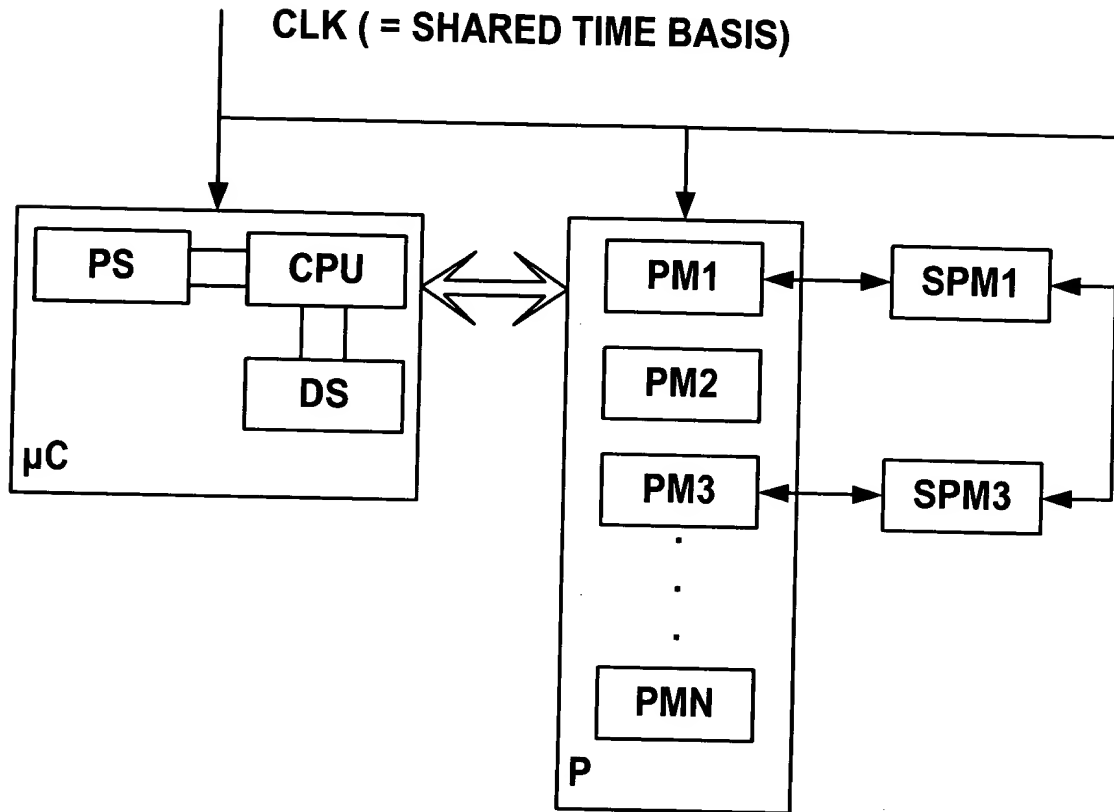 CLK ( = SHARED TIME BASIS)
PS
CPU
DS
µC
PM1
PM2
PM3
.
.
.
PMN
P
SPM1
SPM3